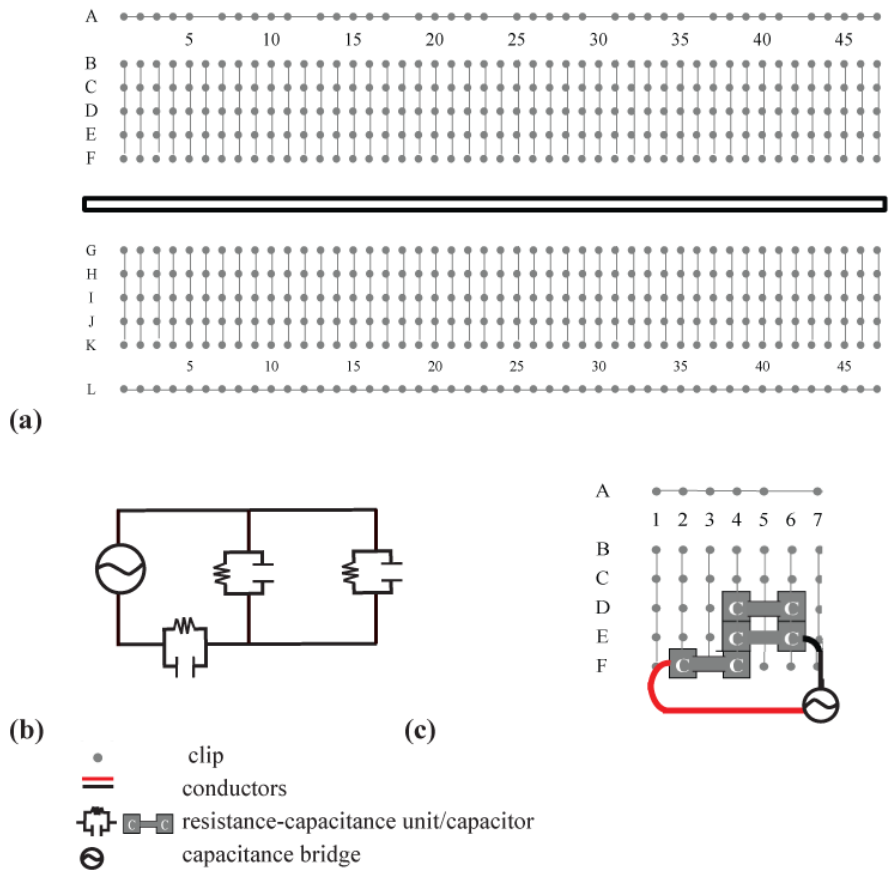 A
5 10 15 20 25 30 35 40 45
B
C
D
E
F
G
H
I
J
K
5 10 15 20 25 30 35 40 45
L
(a)
A
1 2 3 4 5 6 7
B
C
D C C
E C C
F C C
(b) (c)
clip
conductors
C C resistance-capacitance unit/capacitor
capacitance bridge